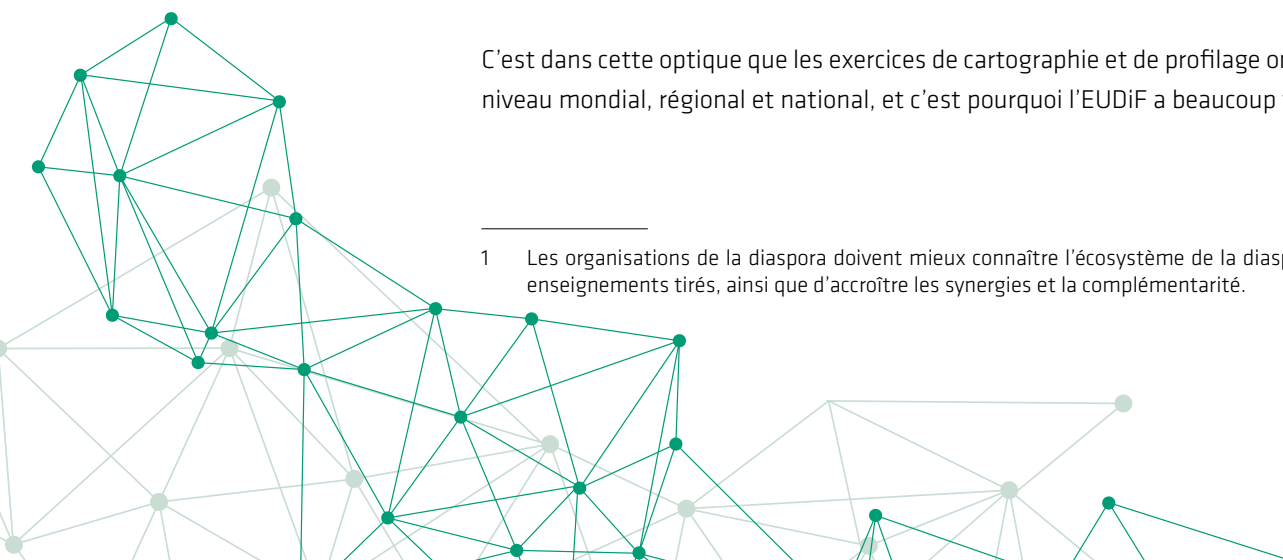 C’est dans cette optique que les exercices de cartographie et de profilage
niveau mondial, régional et national, et c’est pourquoi l’EUDiF a beaucoup
1 Les organisations de la diaspora doivent mieux connaître l’écosystème de la
enseignements tirés, ainsi que d’accroître les synergies et la complémentarité.